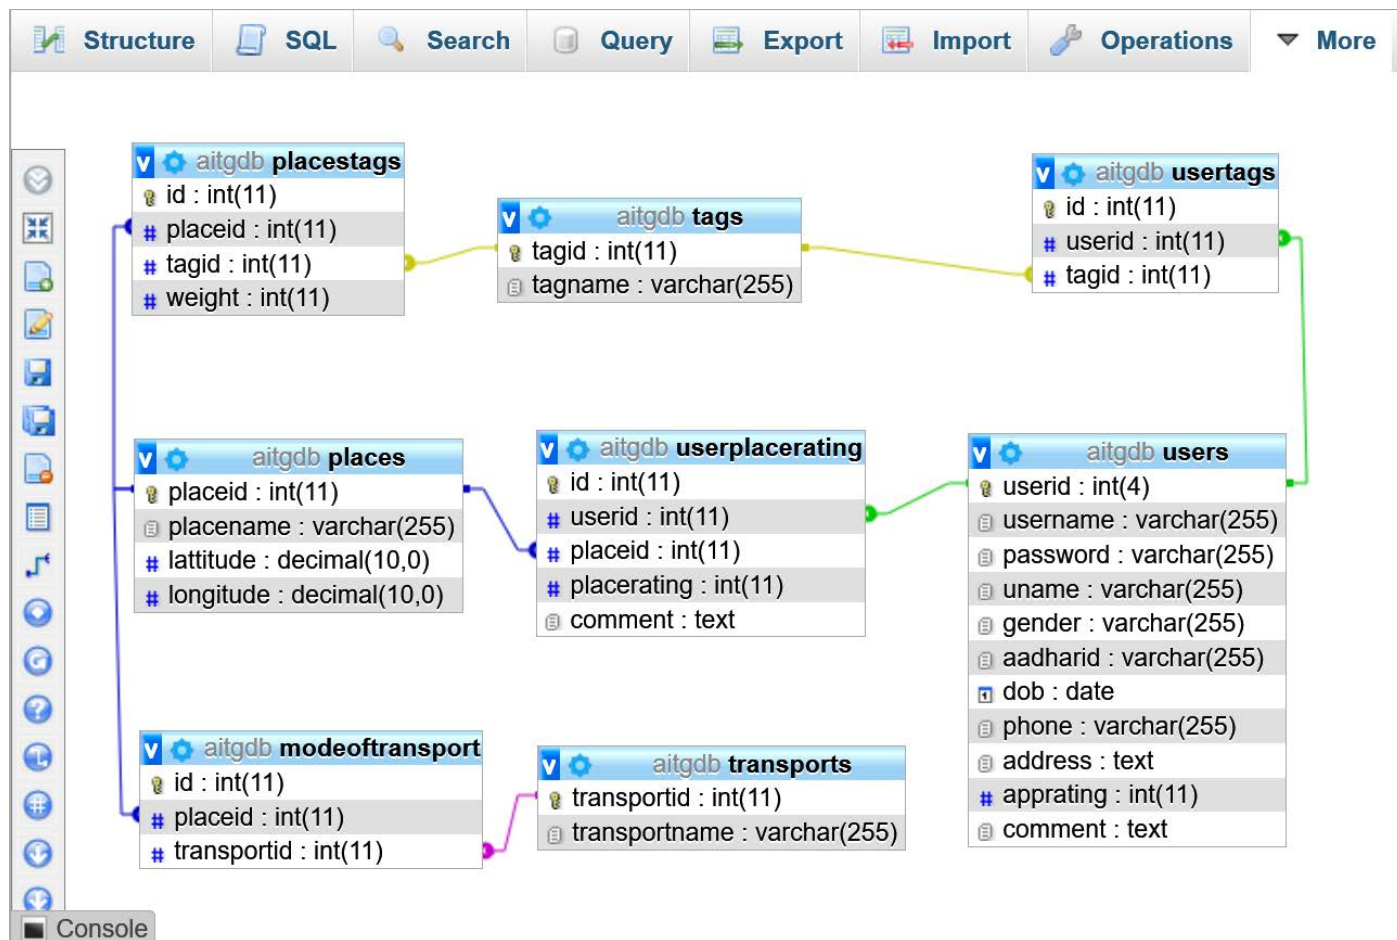 Structure SQL Search Query Export Import Operations More
aitgdb placestags
id : int(11)
placeid : int(11)
tagid : int(11)
weight : int(11)
aitgdb tags
tagid : int(11)
tagname : varchar(255)
aitgdb usertags
id : int(11)
userid : int(11)
tagid : int(11)
aitgdb places
placeid : int(11)
placename : varchar(255)
lattitude : decimal(10,0)
longitude : decimal(10,0)
aitgdb userplacerating
id : int(11)
userid : int(11)
placeid : int(11)
placerating : int(11)
comment : text
aitgdb users
userid : int(4)
username : varchar(255)
password : varchar(255)
uname : varchar(255)
gender : varchar(255)
aadharid : varchar(255)
dob : date
phone : varchar(255)
address : text
apprating : int(11)
comment : text
aitgdb modeoftransport
id : int(11)
placeid : int(11)
transportid : int(11)
aitgdb transports
transportid : int(11)
transportname : varchar(255)
Console